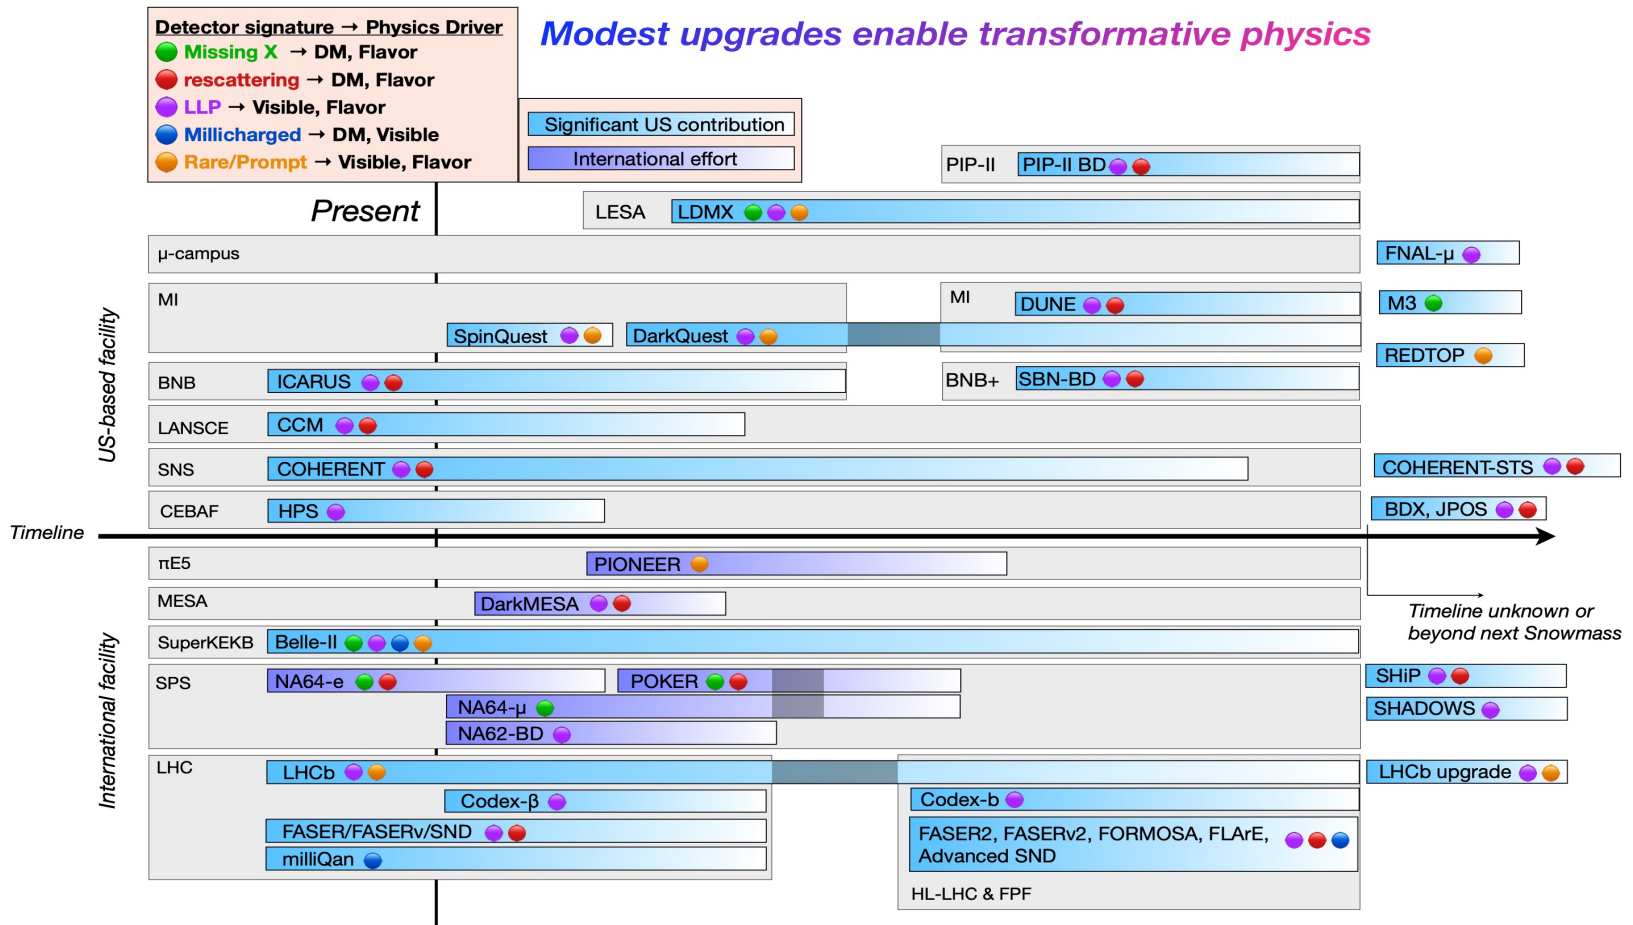 Modest upgrades enable transformative physics
Detector signature → Physics Driver
Missing X → DM, Flavor
rescattering → DM, Flavor
LLP → Visible, Flavor
Millicharged → DM, Visible
Rare/Prompt → Visible, Flavor
Significant US contribution
International effort
PIP-II PIP-II BD
Present
LESA LDMX
μ-campus
FNAL-μ
MI
MI
DUNE
M3
SpinQuest
DarkQuest
REDTOP
BNB
ICARUS
BNB+
SBN-BD
LANSCE
CCM
SNS
COHERENT
COHERENT-STS
CEBAF
HPS
BDX, JPOS
US-based facility
Timeline
πE5
PIONEER
MESA
DarkMESA
Timeline unknown or
beyond next Snowmass
SuperKEKB
Belle-II
SPS
NA64-e
POKER
SHiP
NA64-μ
SHADOWS
NA62-BD
International facility
LHC
LHCb
LHCb upgrade
Codex-β
Codex-b
FASER/FASERν/SND
FASER2, FASERν2, FORMOSA, FLArE,
Advanced SND
milliQan
HL-LHC & FPF